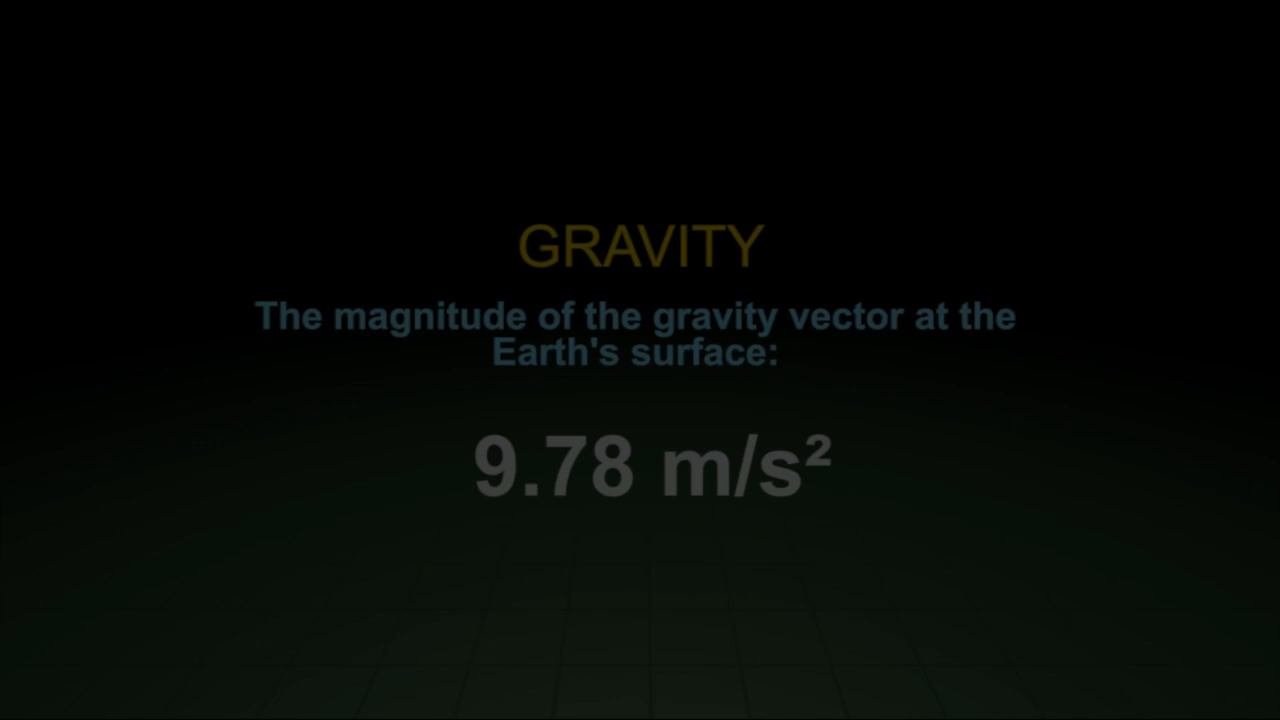 GRAVITY
The magnitude of the gravity vector at the
Earth's surface:
9.78 m/s²